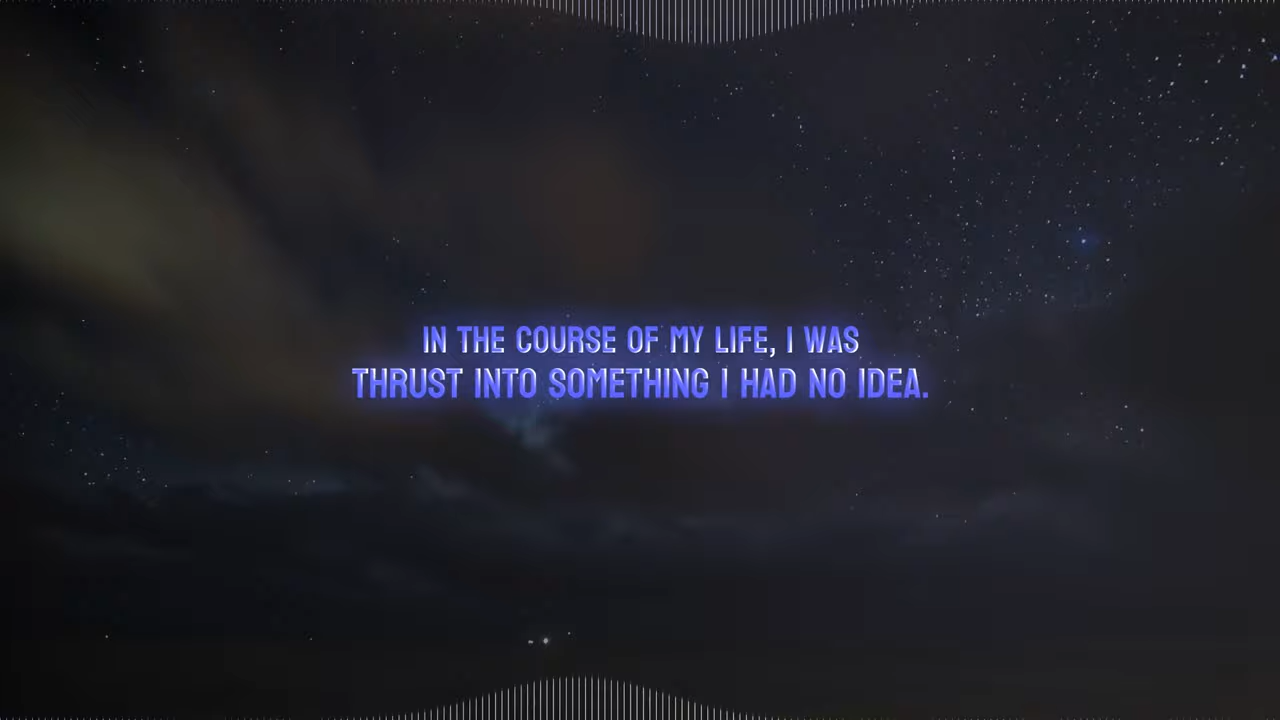 IN THE COURSE OF MY LIFE, I WAS
THRUST INTO SOMETHING I HAD NO IDEA.